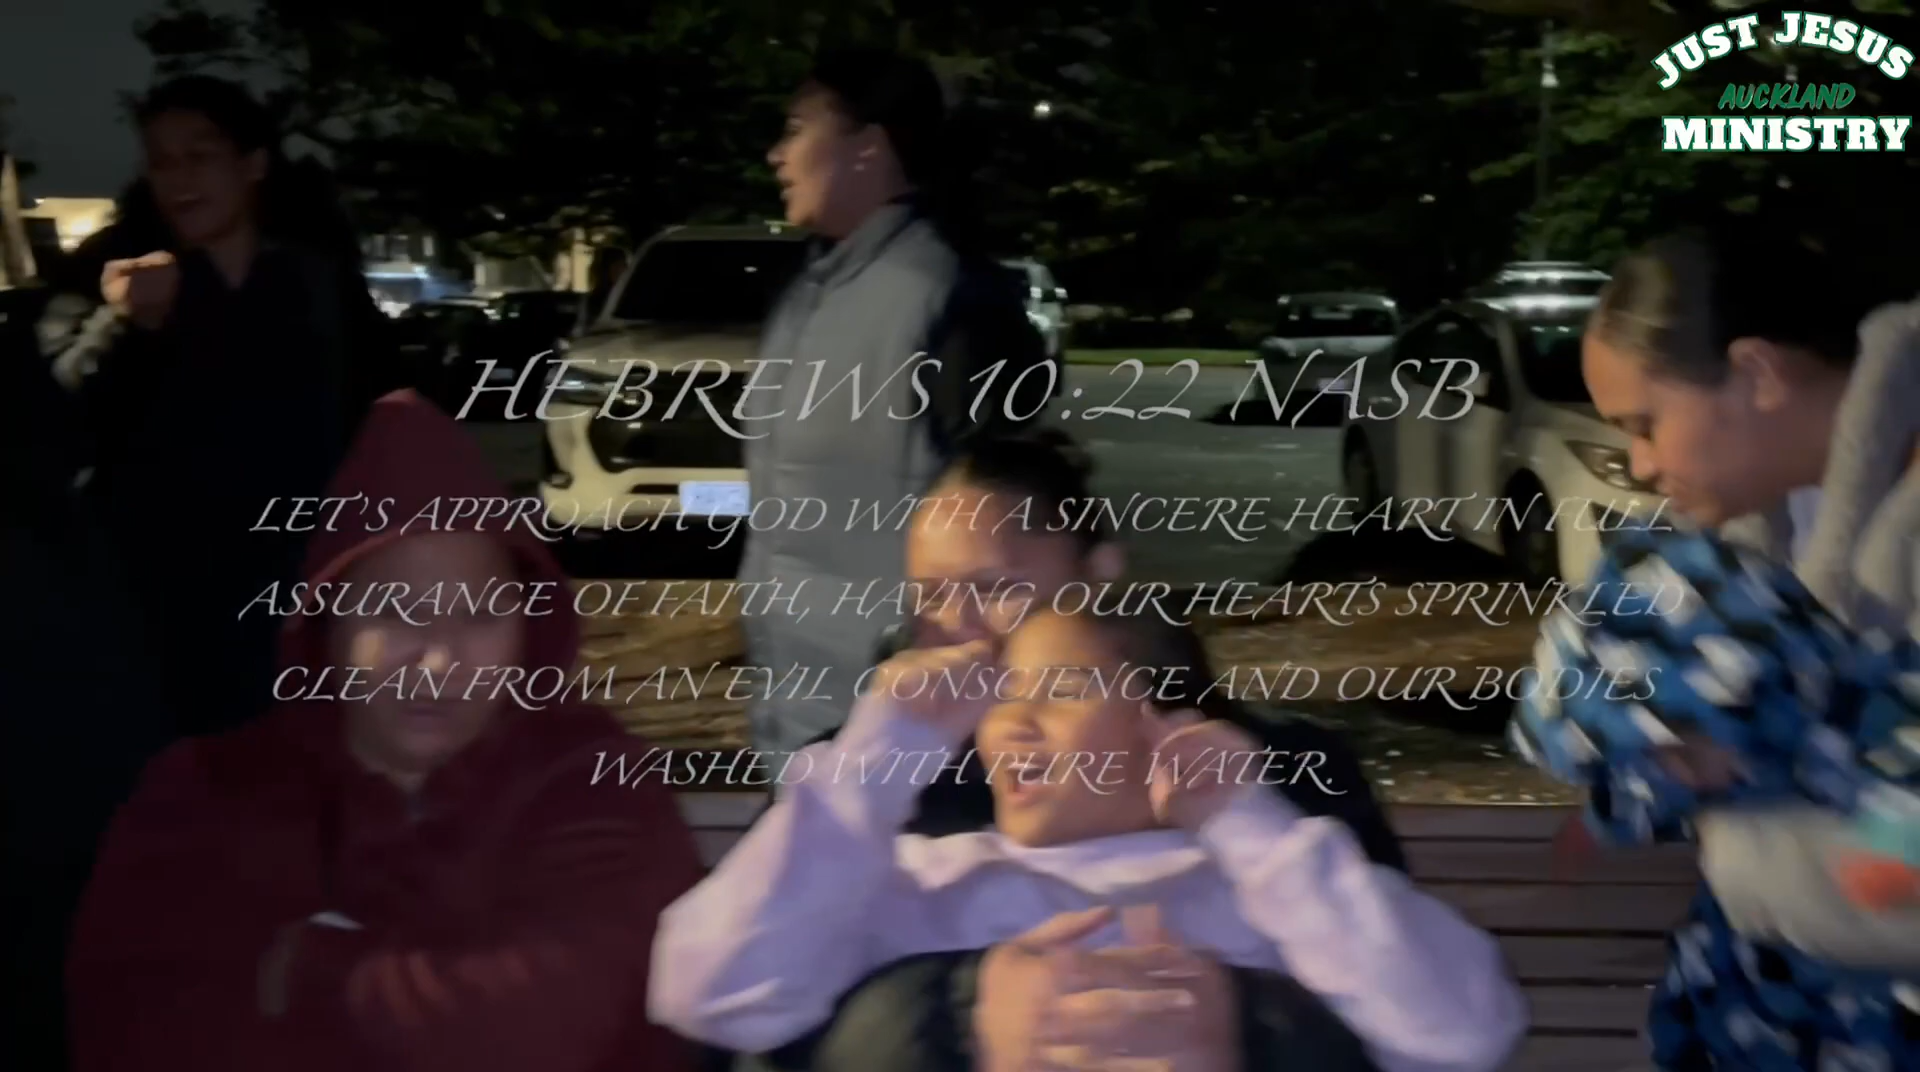 JUST JESUS
AUCKLAND
MINISTRY
HEBREWS 10:22 NASB
LET'S APPROACH GOD WITH A SINCERE HEART IN FULL
ASSURANCE OF FAITH, HAVING OUR HEARTS SPRINKLED
CLEAN FROM AN EVIL CONSCIENCE AND OUR BODIES
WASHED WITH PURE WATER.